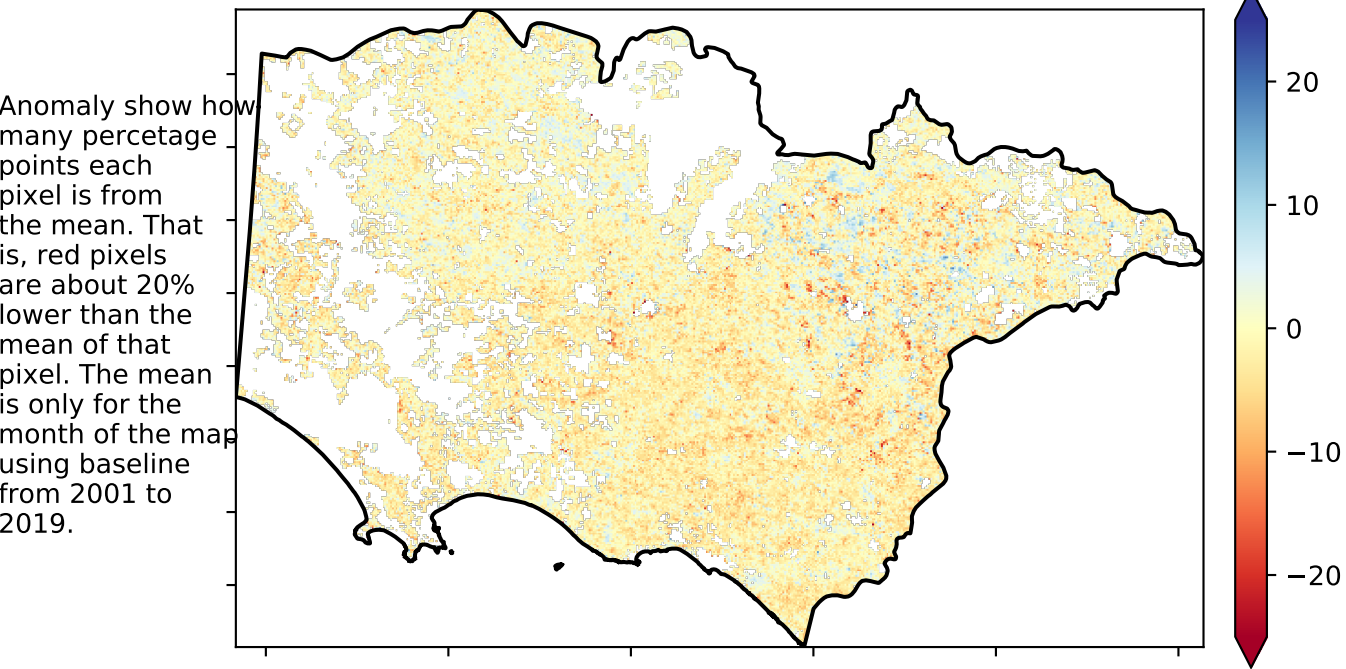 Anomaly show how
many percetage
points each
pixel is from
the mean. That
is, red pixels
are about 20%
lower than the
mean of that
pixel. The mean
is only for the
month of the map
using baseline
from 2001 to
2019.
20
10
0
−10
−20